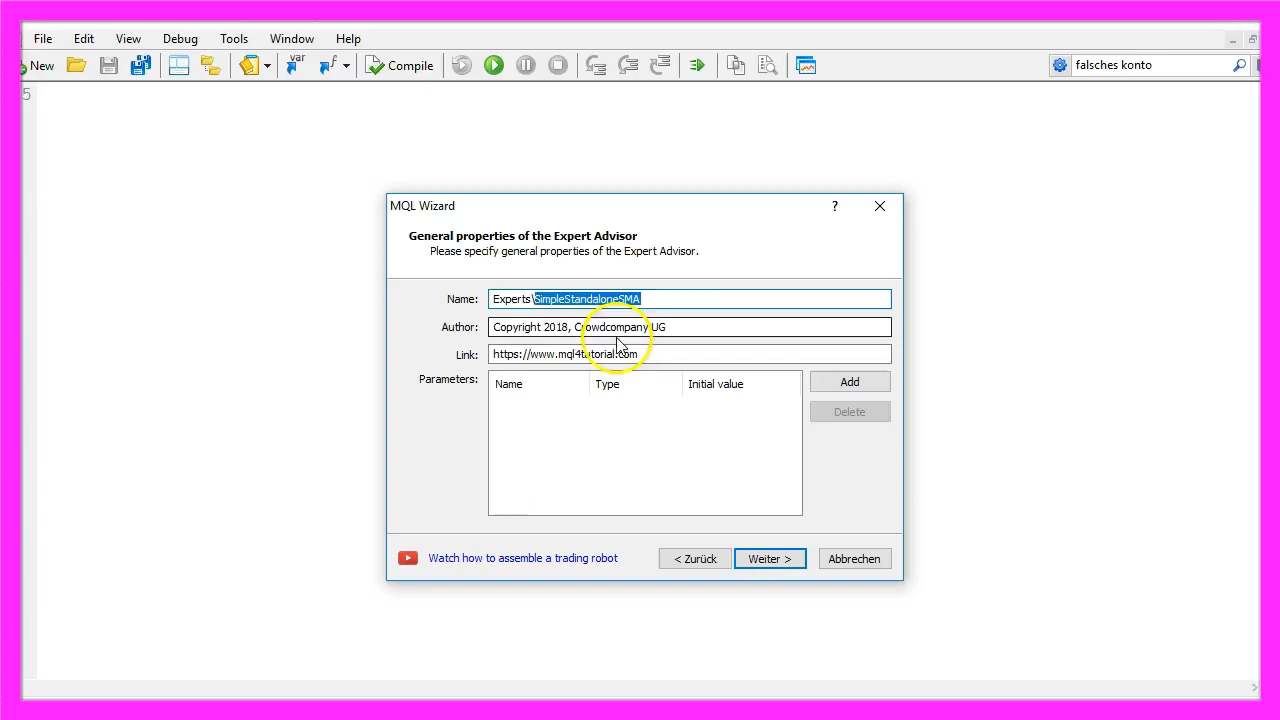 File Edit View Debug Tools Window Help
New var Compile falsches konto
5
MQL Wizard ?
General properties of the Expert Advisor
Please specify general properties of the Expert Advisor.
Name: Experts\SimpleStandaloneSMA
Author: Copyright 2018, Crowdcompany UG
Link: https://www.mql4tutorial.com
Parameters: Name Type Initial value Add
Delete
Watch how to assemble a trading robot < Zurück Weiter > Abbrechen